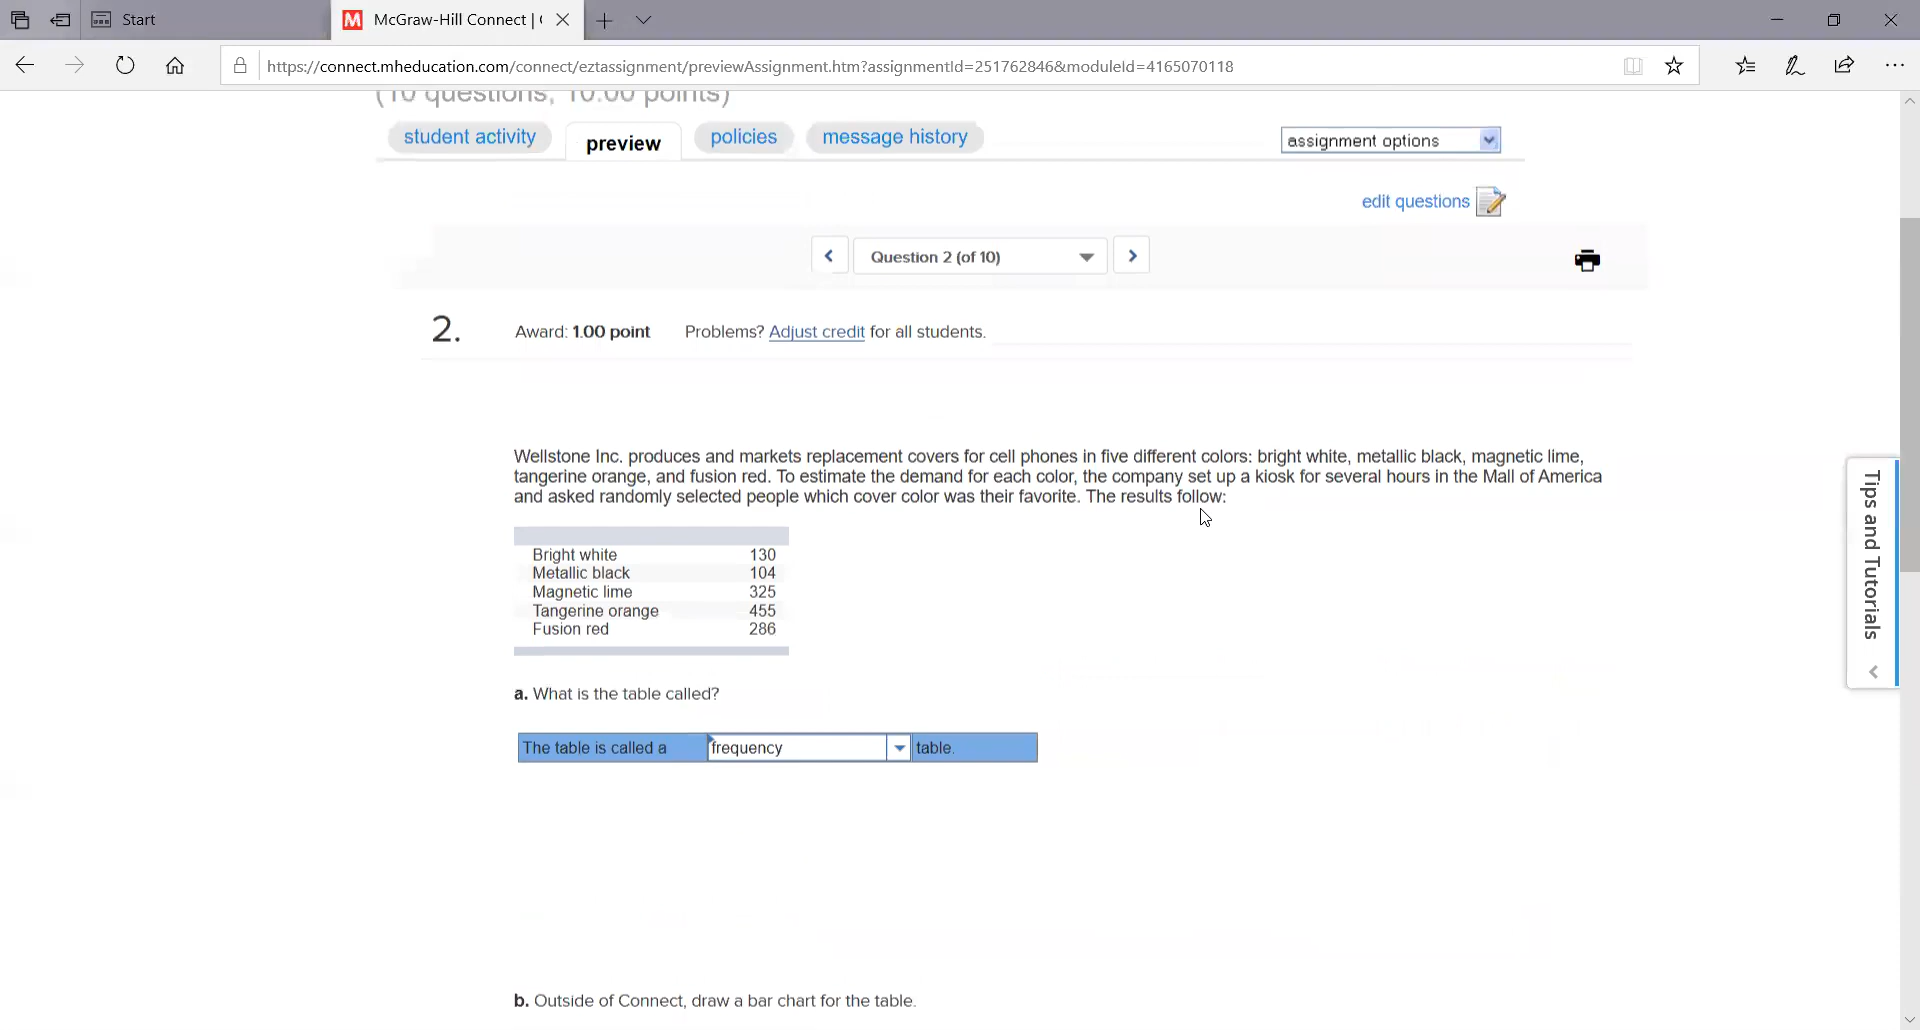 Start
M McGraw-Hill Connect | (
https://connect.mheducation.com/connect/eztassignment/previewAssignment.htm?assignmentId=251762846&moduleId=4165070118
(10 questions, 10.00 points)
student activity
preview
policies
message history
assignment options
edit questions
Question 2 (of 10)
2.
Award: 1.00 point
Problems? Adjust credit for all students.
Wellstone Inc. produces and markets replacement covers for cell phones in five different colors: bright white, metallic black, magnetic lime,
tangerine orange, and fusion red. To estimate the demand for each color, the company set up a kiosk for several hours in the Mall of America
and asked randomly selected people which cover color was their favorite. The results follow:
Bright white 130
Metallic black 104
Magnetic lime 325
Tangerine orange 455
Fusion red 286
Tips and Tutorials
a. What is the table called?
The table is called a frequency table.
b. Outside of Connect, draw a bar chart for the table.